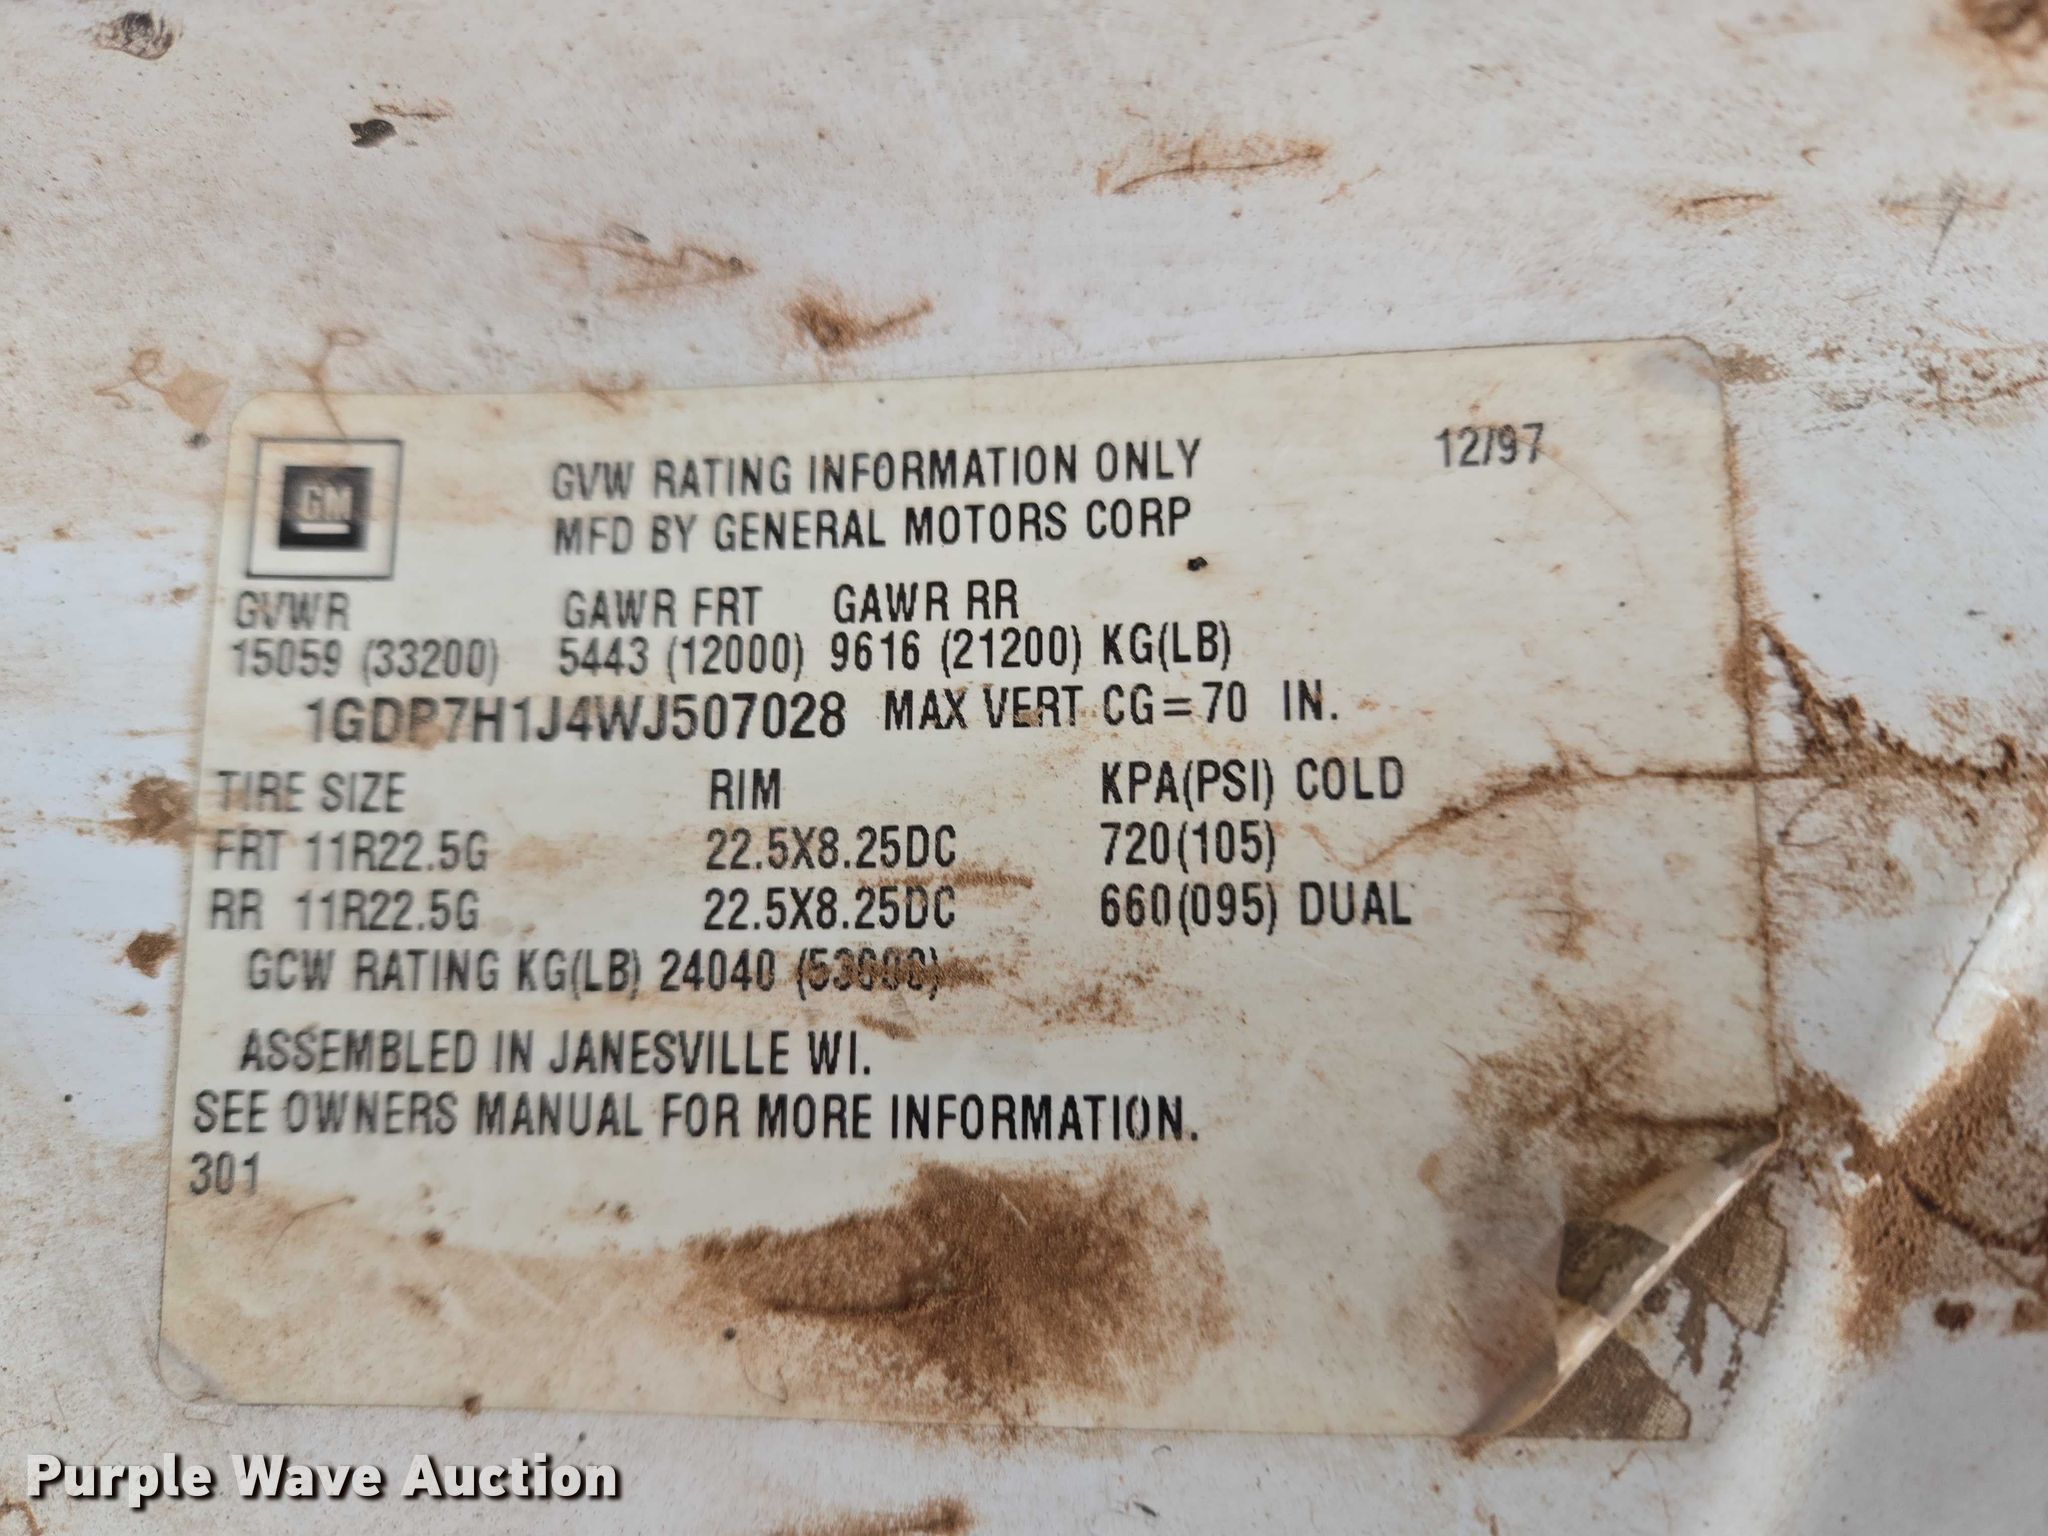 GM
GVW RATING INFORMATION ONLY 12/97
MFD BY GENERAL MOTORS CORP
GVWR GAWR FRT GAWR RR
15059 (33200) 5443 (12000) 9616 (21200) KG(LB)
1GDP7H1J4WJ507028 MAX VERT CG=70 IN.
TIRE SIZE RIM KPA(PSI) COLD
FRT 11R22.5G 22.5X8.25DC 720(105)
RR 11R22.5G 22.5X8.25DC 660(095) DUAL
GCW RATING KG(LB) 24040
ASSEMBLED IN JANESVILLE WI.
SEE OWNERS MANUAL FOR MORE INFORMATION.
301
Purple Wave Auction